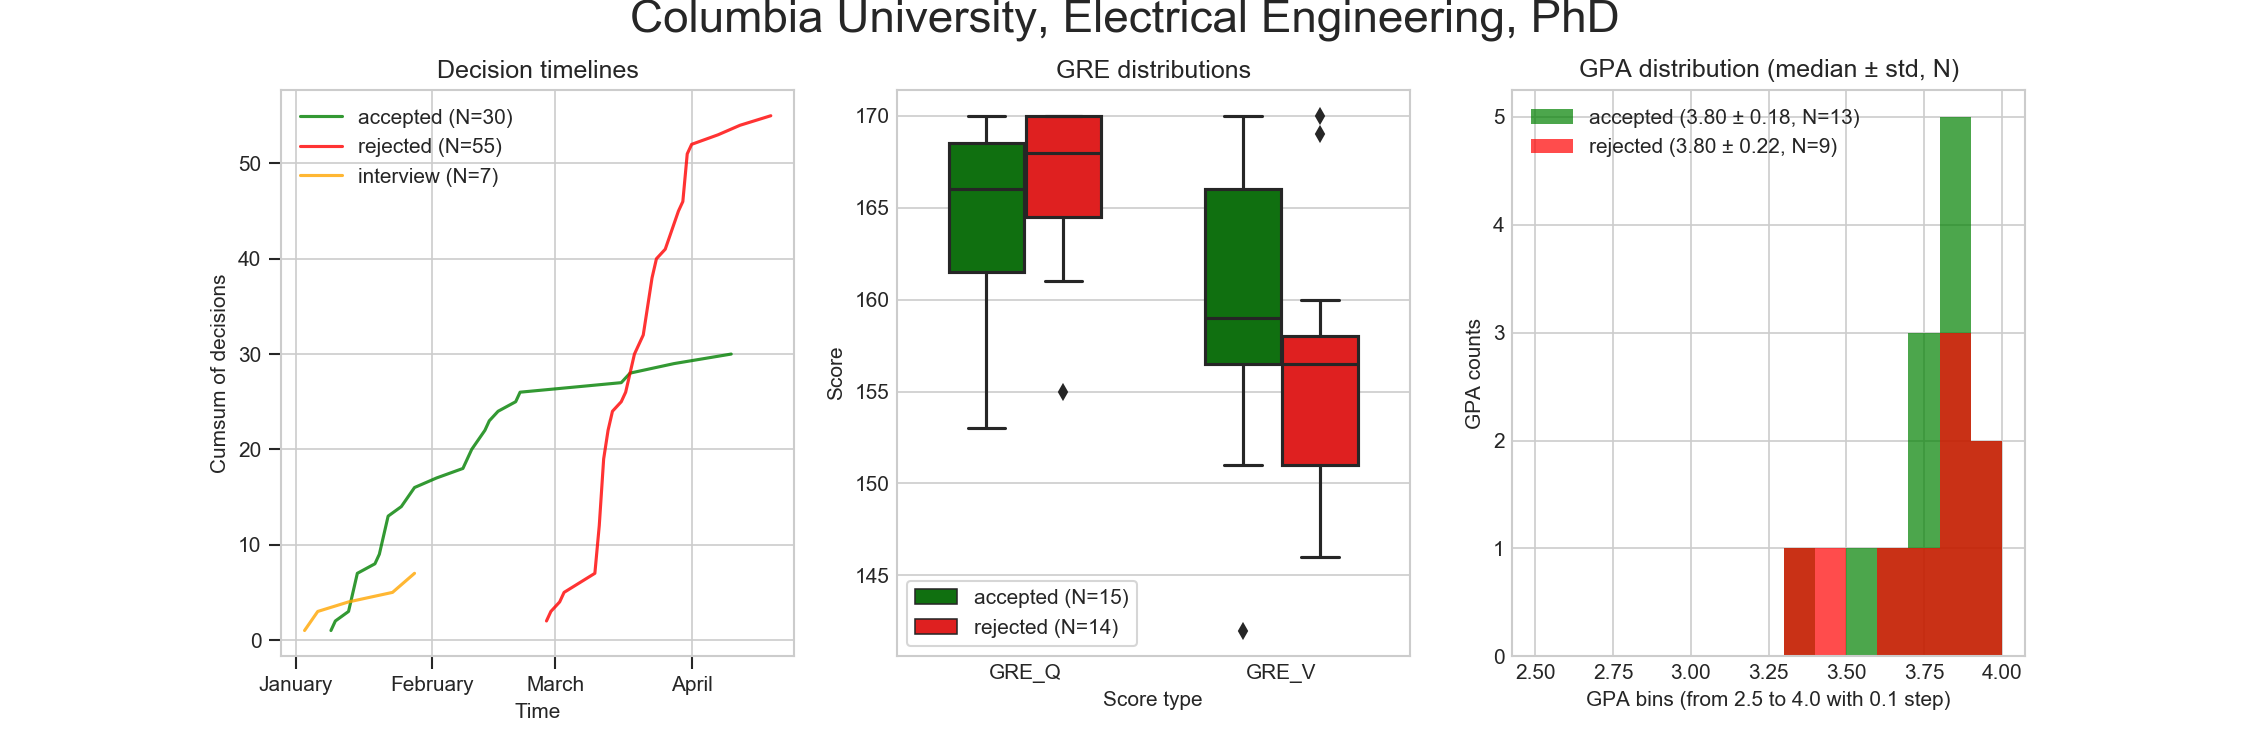 Columbia University, Electrical Engineering, PhD
Decision timelines
accepted (N=30)
rejected (N=55)
interview (N=7)
Cumsum of decisions
50
40
30
20
10
0
January February March April
Time
GRE distributions
Score
170
165
160
155
150
145
accepted (N=15)
rejected (N=14)
GRE_Q GRE_V
Score type
GPA distribution (median ± std, N)
accepted (3.80 ± 0.18, N=13)
rejected (3.80 ± 0.22, N=9)
GPA counts
5
4
3
2
1
0
2.50 2.75 3.00 3.25 3.50 3.75 4.00
GPA bins (from 2.5 to 4.0 with 0.1 step)